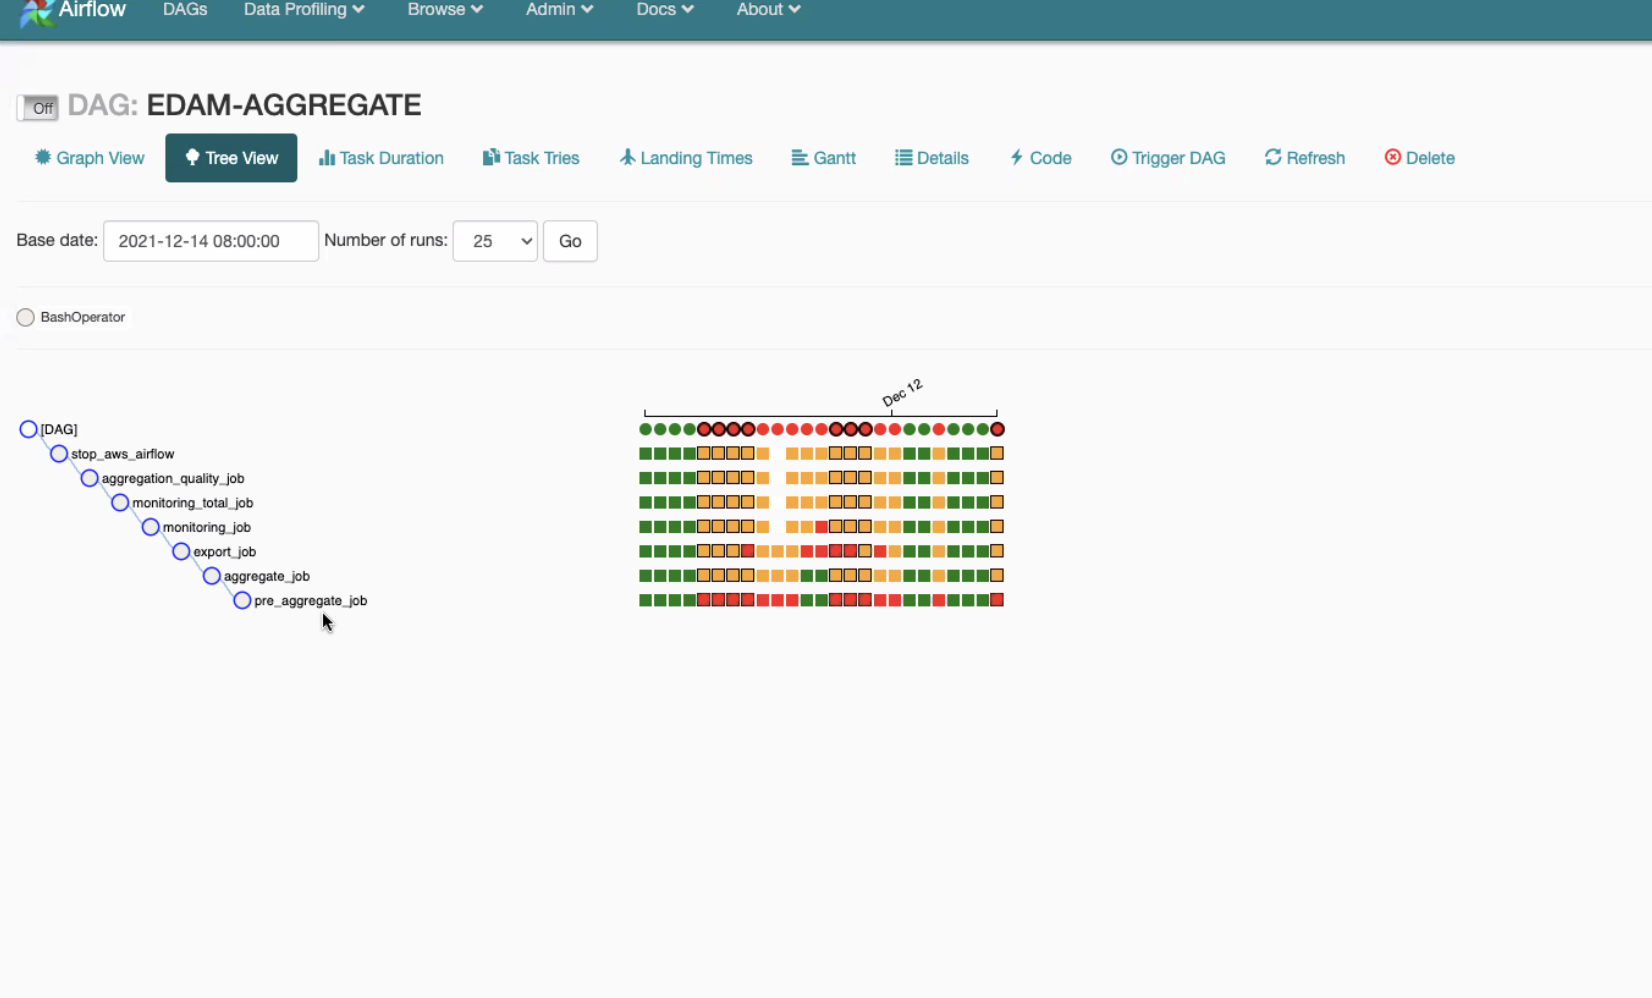 Airflow DAGs Data Profiling Browse Admin Docs About
Off DAG: EDAM-AGGREGATE
Graph View Tree View Task Duration Task Tries Landing Times Gantt Details Code Trigger DAG Refresh Delete
Base date: 2021-12-14 08:00:00 Number of runs: 25 Go
BashOperator
Dec 12
[DAG]
stop_aws_airflow
aggregation_quality_job
monitoring_total_job
monitoring_job
export_job
aggregate_job
pre_aggregate_job